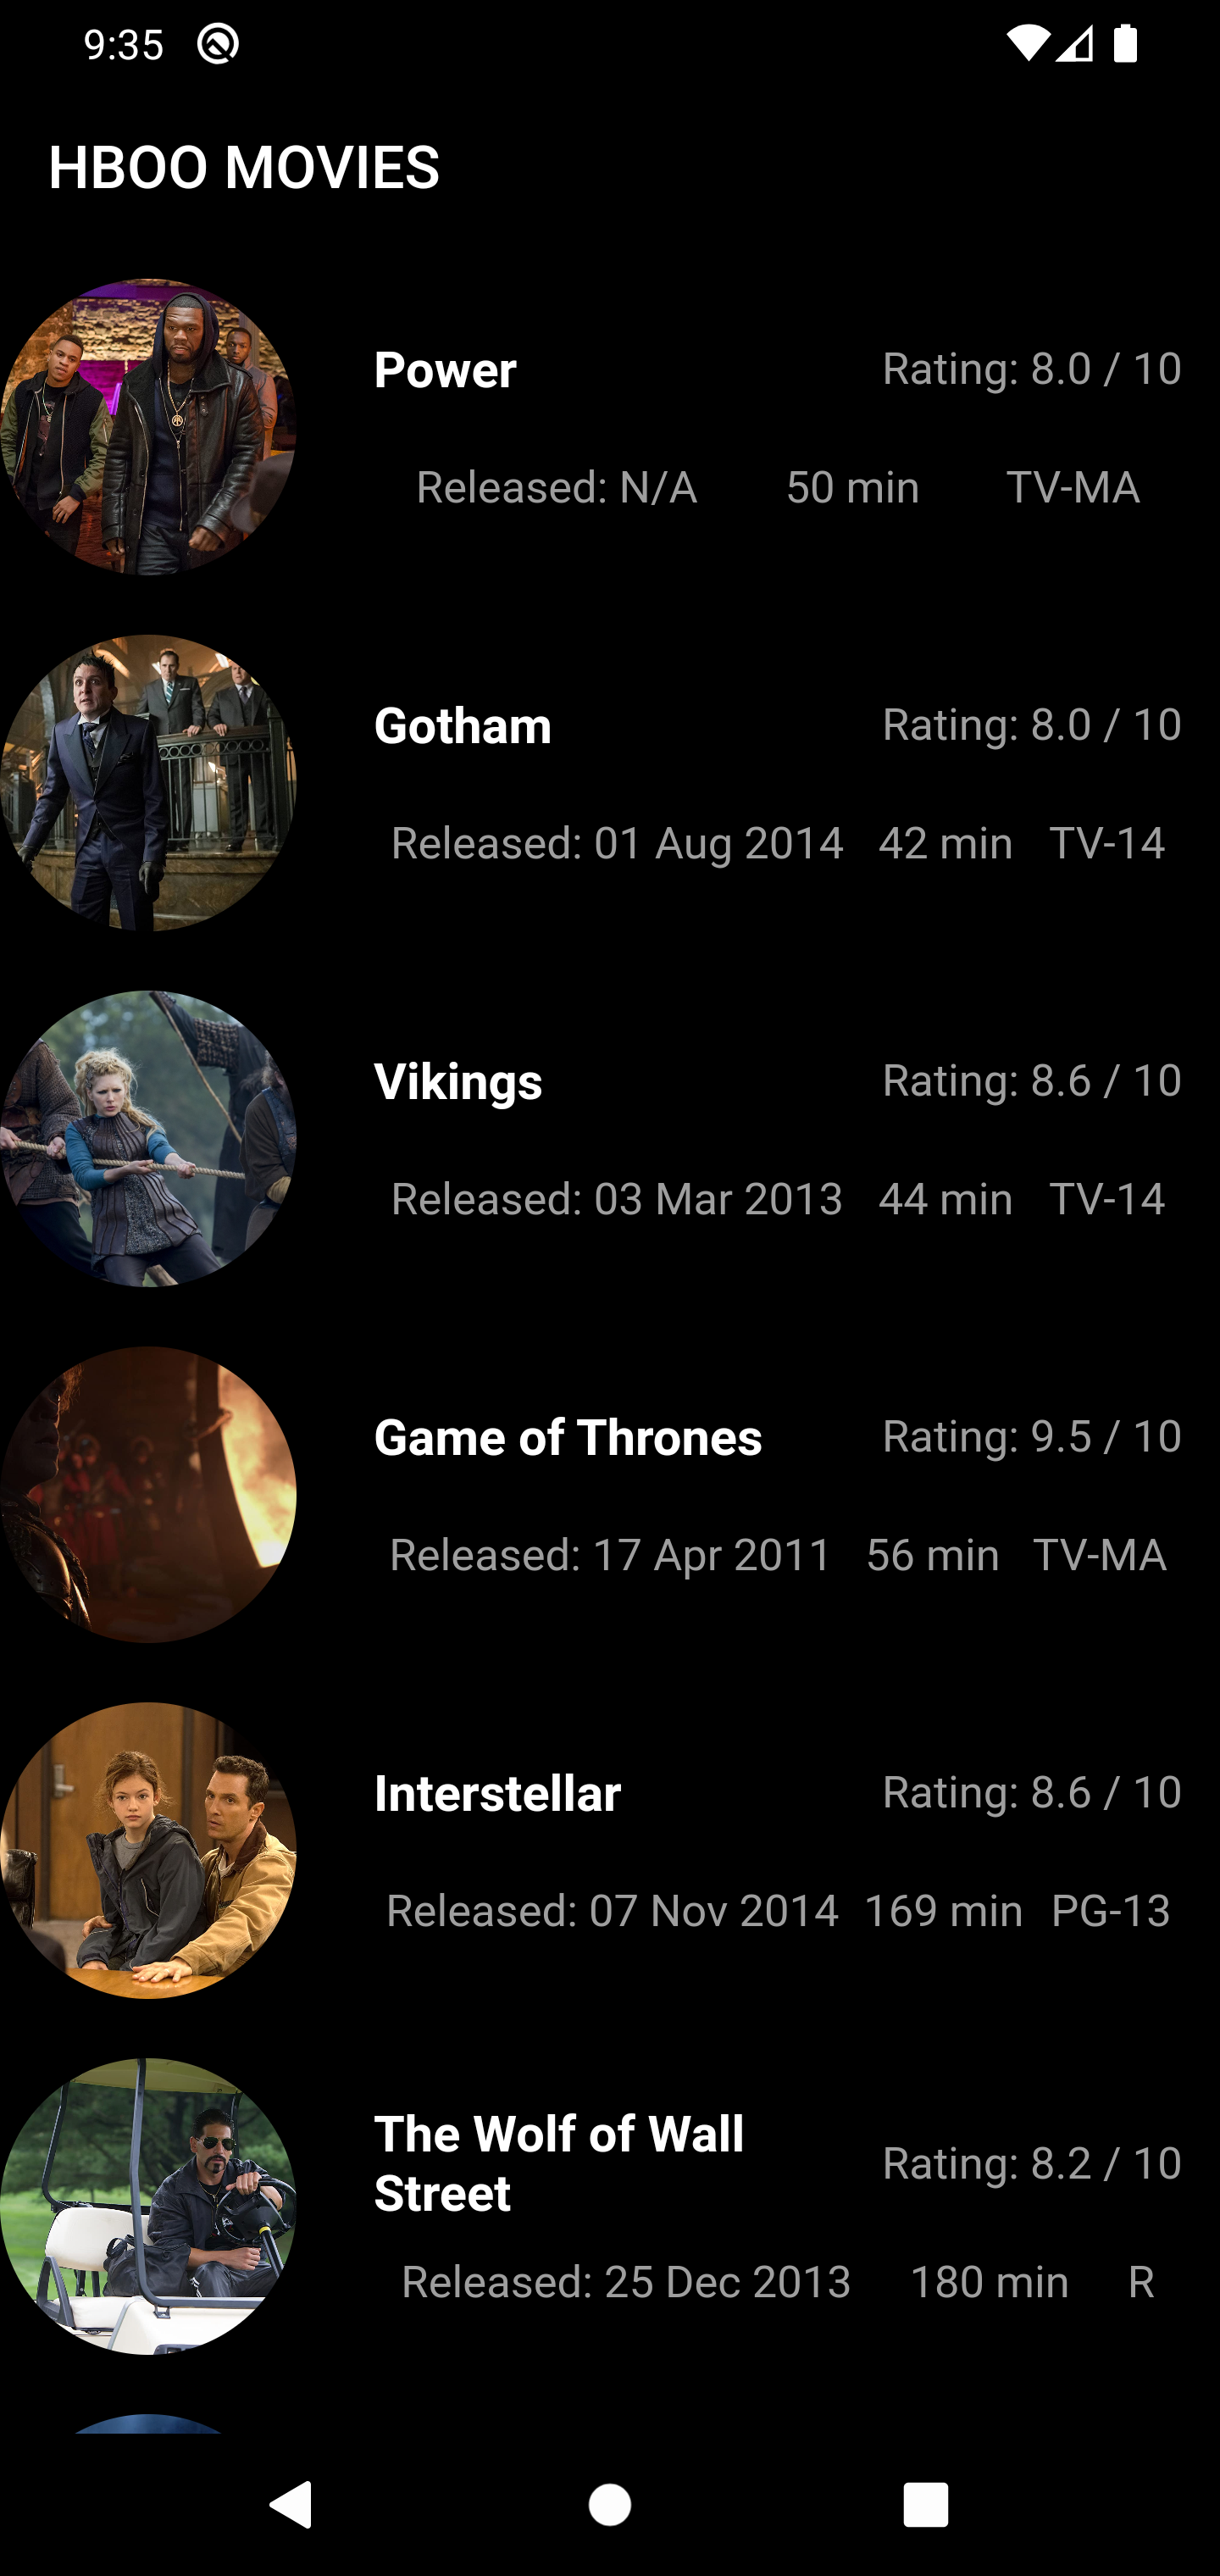 9:35
HBOO MOVIES
Power Rating: 8.0 / 10
Released: N/A 50 min TV-MA
Gotham Rating: 8.0 / 10
Released: 01 Aug 2014 42 min TV-14
Vikings Rating: 8.6 / 10
Released: 03 Mar 2013 44 min TV-14
Game of Thrones Rating: 9.5 / 10
Released: 17 Apr 2011 56 min TV-MA
Interstellar Rating: 8.6 / 10
Released: 07 Nov 2014 169 min PG-13
The Wolf of Wall
Street
Rating: 8.2 / 10
Released: 25 Dec 2013 180 min R